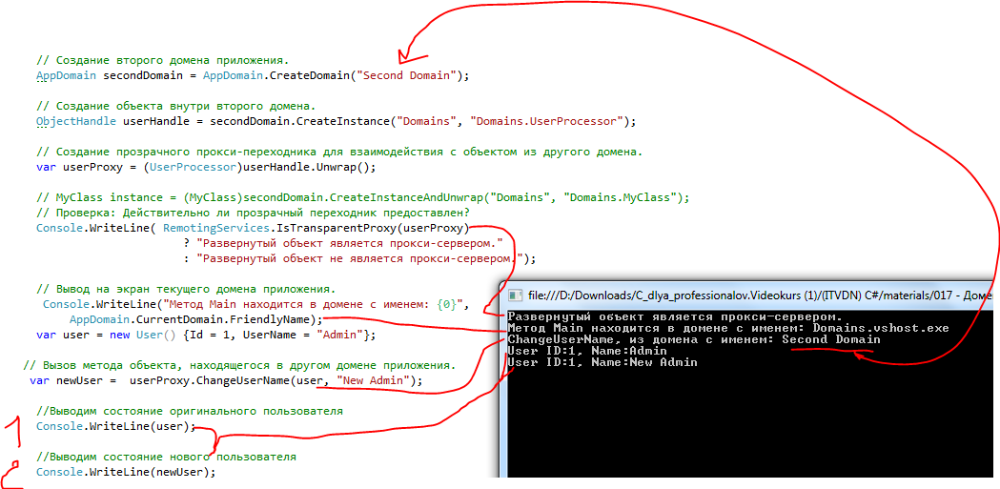 // Создание второго домена приложения.
AppDomain secondDomain = AppDomain.CreateDomain("Second Domain");
// Создание объекта внутри второго домена.
ObjectHandle userHandle = secondDomain.CreateInstance("Domains", "Domains.UserProcessor");
// Создание прозрачного прокси-переходника для взаимодействия с объектом из другого домена.
var userProxy = (UserProcessor)userHandle.Unwrap();
// MyClass instance = (MyClass)secondDomain.CreateInstanceAndUnwrap("Domains", "Domains.MyClass");
// Проверка: Действительно ли прозрачный переходник предоставлен?
Console.WriteLine( RemotingServices.IsTransparentProxy(userProxy)
? "Развернутый объект является прокси-сервером."
: "Развернутый объект не является прокси-сервером.");
// Вывод на экран текущего домена приложения.
Console.WriteLine("Метод Main находится в домене с именем: {0}",
AppDomain.CurrentDomain.FriendlyName);
var user = new User() {Id = 1, UserName = "Admin"};
// Вызов метода объекта, находящегося в другом домене приложения.
var newUser = userProxy.ChangeUserName(user, "New Admin");
//Выводим состояние оригинального пользователя
Console.WriteLine(user);
//Выводим состояние нового пользователя
Console.WriteLine(newUser);
1
2
file:///D:/Downloads/C_dlya_professionalov.Videokurs (1)/(ITVDN) C#/materials/017 - Доме
Развернутый объект является прокси-сервером.
Метод Main находится в домене с именем: Domains.vshost.exe
ChangeUserName, из домена с именем: Second Domain
User ID:1, Name:Admin
User ID:1, Name:New Admin